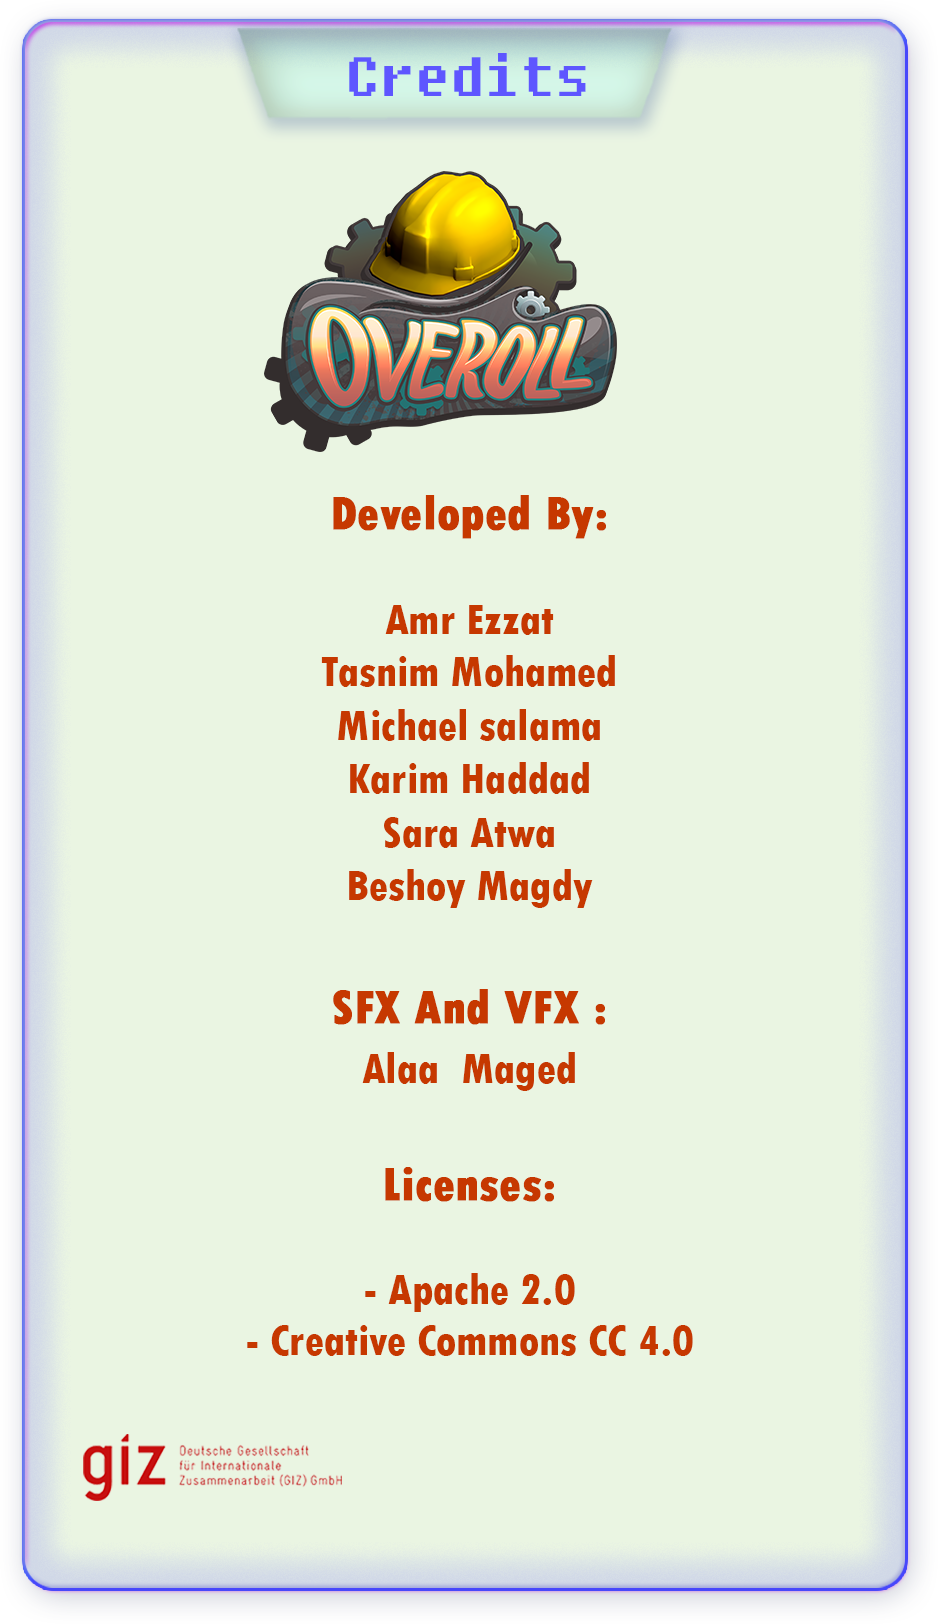 Credits
OVEROLL
Developed By:
Amr Ezzat
Tasnim Mohamed
Michael salama
Karim Haddad
Sara Atwa
Beshoy Magdy
SFX And VFX :
Alaa  Maged
Licenses:
- Apache 2.0
- Creative Commons CC 4.0
giz
Deutsche Gesellschaft
für Internationale
Zusammenarbeit (GIZ) GmbH